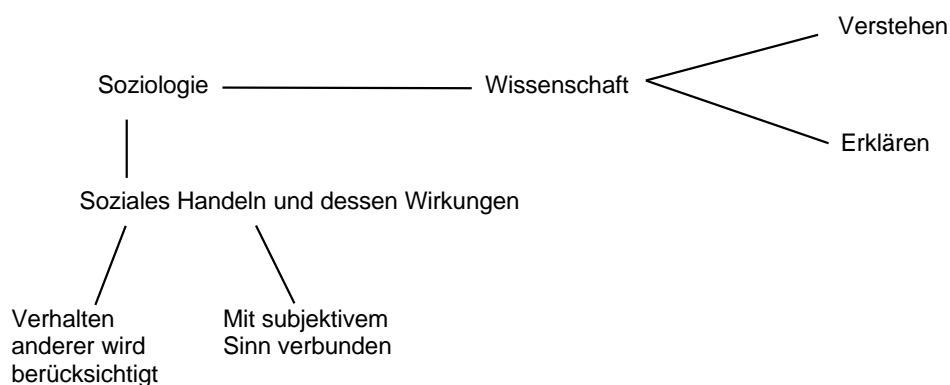 Verstehen
Soziologie
Wissenschaft
Erklären
Soziales Handeln und dessen Wirkungen
Verhalten
anderer wird
berücksichtigt
Mit subjektivem
Sinn verbunden